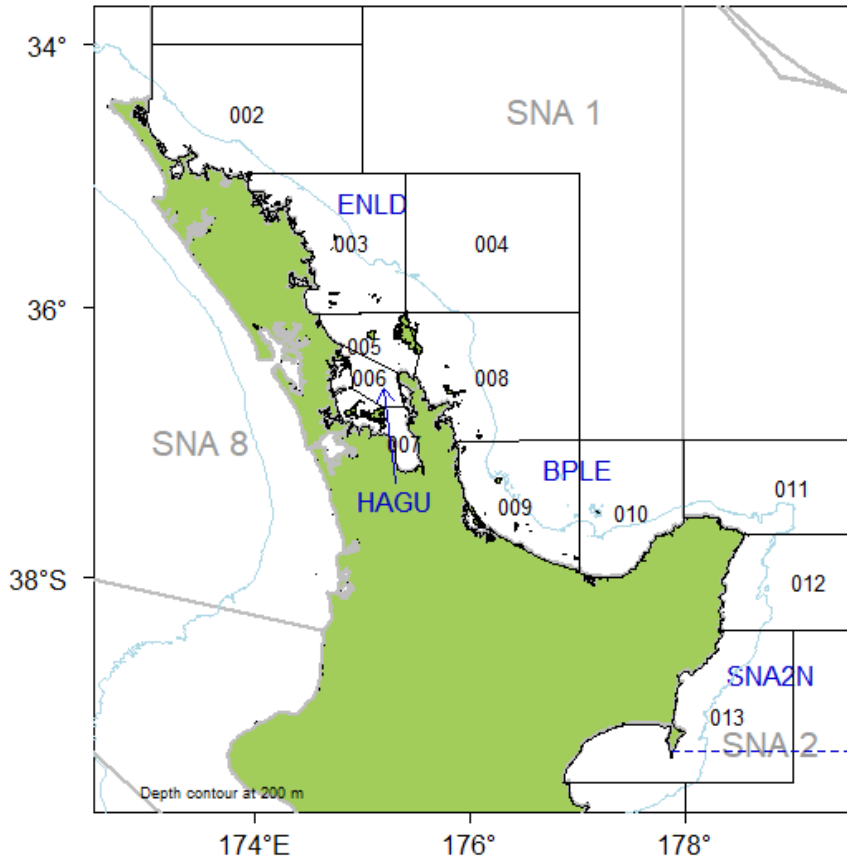 34°
002
SNA 1
ENLD
003
004
36°
005
006
008
SNA 8
007
BPLE
011
HAGU
009
010
38°S
012
SNA2N
013
SNA 2
Depth contour at 200 m
174°E
176°
178°